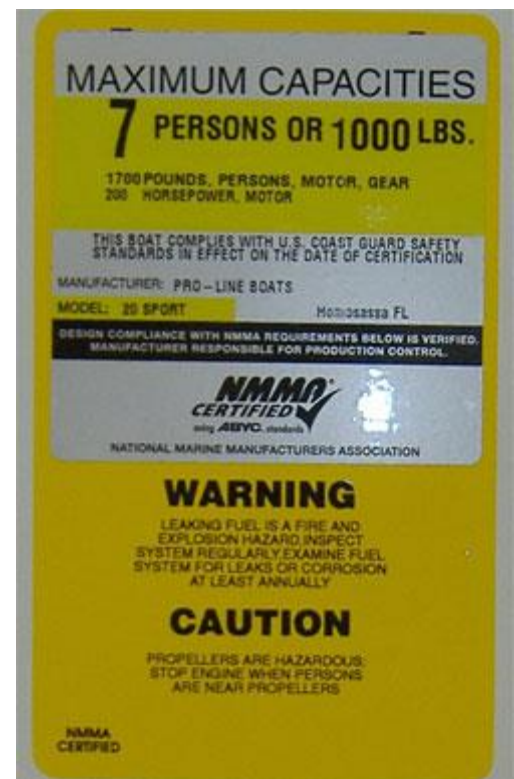 MAXIMUM CAPACITIES
7 PERSONS OR 1000 LBS.
1700 POUNDS, PERSONS, MOTOR, GEAR
200 HORSEPOWER, MOTOR
THIS BOAT COMPLIES WITH U.S. COAST GUARD SAFETY
STANDARDS IN EFFECT ON THE DATE OF CERTIFICATION
MANUFACTURER: PRO-LINE BOATS
MODEL: 20 SPORT Homosassa FL
DESIGN COMPLIANCE WITH NMMA REQUIREMENTS BELOW IS VERIFIED.
MANUFACTURER RESPONSIBLE FOR PRODUCTION CONTROL.
NMMA®
CERTIFIED
using ABYC. standards
NATIONAL MARINE MANUFACTURERS ASSOCIATION
WARNING
LEAKING FUEL IS A FIRE AND
EXPLOSION HAZARD,INSPECT
SYSTEM REGULARLY,EXAMINE FUEL
SYSTEM FOR LEAKS OR CORROSION
AT LEAST ANNUALLY
CAUTION
PROPELLERS ARE HAZARDOUS;
STOP ENGINE WHEN PERSONS
ARE NEAR PROPELLERS
NMMA
CERTIFIED